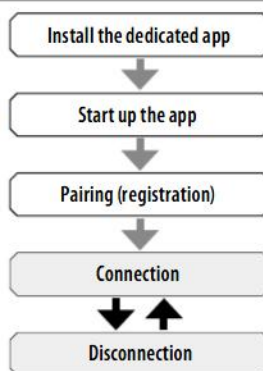 Install the dedicated app
Start up the app
Pairing (registration)
Connection
Disconnection